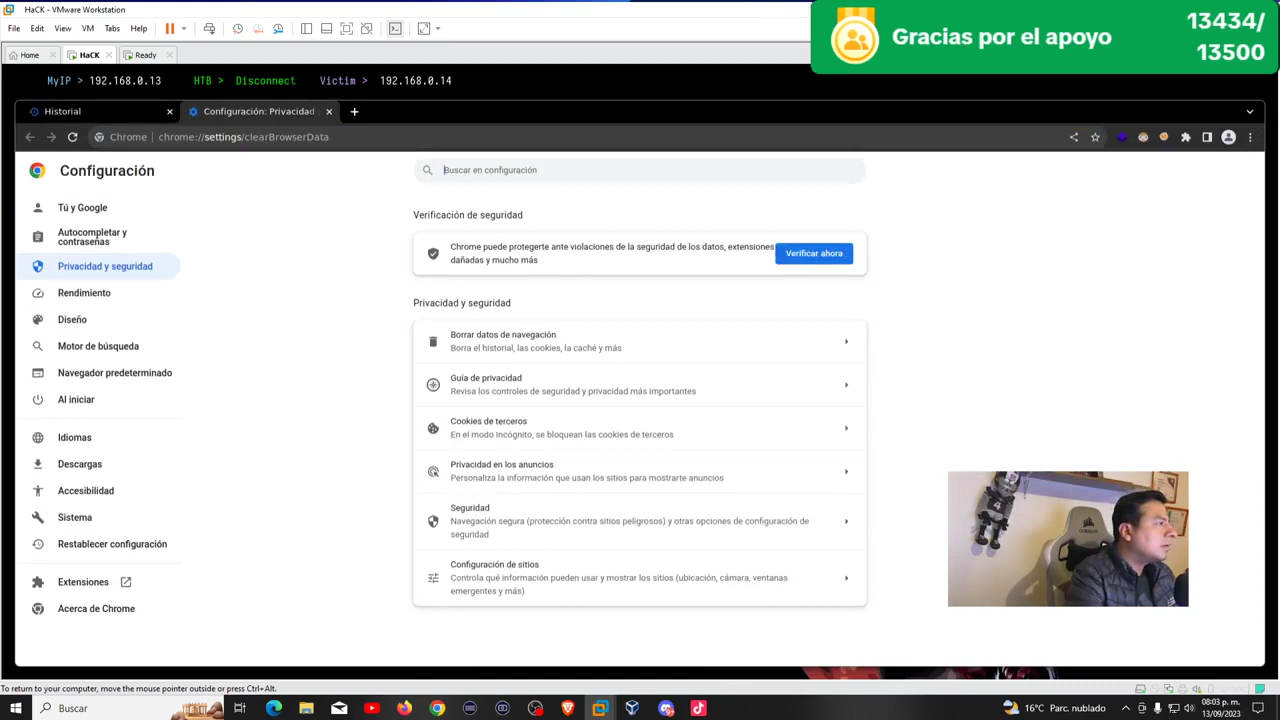 HaCK - VMware Workstation
File Edit View VM Tabs Help
Home HaCK Ready
Gracias por el apoyo
13434/
13500
MyIP > 192.168.0.13 HTB > Disconnect Victim > 192.168.0.14
Historial
Configuración: Privacidad
Chrome chrome://settings/clearBrowserData
Configuración
Buscar en configuración
Tú y Google
Autocompletar y
contraseñas
Privacidad y seguridad
Rendimiento
Diseño
Motor de búsqueda
Navegador predeterminado
Al iniciar
Idiomas
Descargas
Accesibilidad
Sistema
Restablecer configuración
Extensiones
Acerca de Chrome
Verificación de seguridad
Chrome puede protegerte ante violaciones de la seguridad de los datos, extensiones
dañadas y mucho más
Verificar ahora
Privacidad y seguridad
Borrar datos de navegación
Borra el historial, las cookies, la caché y más
Guía de privacidad
Revisa los controles de seguridad y privacidad más importantes
Cookies de terceros
En el modo Incógnito, se bloquean las cookies de terceros
Privacidad en los anuncios
Personaliza la información que usan los sitios para mostrarte anuncios
Seguridad
Navegación segura (protección contra sitios peligrosos) y otras opciones de configuración de
seguridad
Configuración de sitios
Controla qué información pueden usar y mostrar los sitios (ubicación, cámara, ventanas
emergentes y más)
To return to your computer, move the mouse pointer outside or press Ctrl+Alt.
Buscar
16°C Parc. nublado
08:03 p. m.
13/09/2023